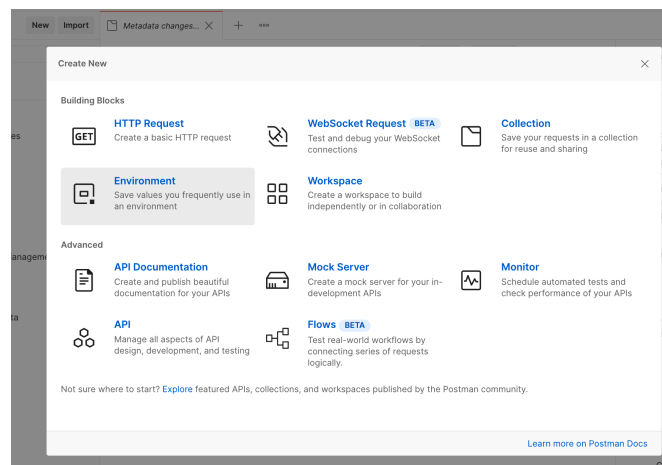 New Import Metadata changes...
Create New
Building Blocks
GET
HTTP Request
Create a basic HTTP request
WebSocket Request BETA
Test and debug your WebSocket
connections
Collection
Save your requests in a collection
for reuse and sharing
Environment
Save values you frequently use in
an environment
Workspace
Create a workspace to build
independently or in collaboration
Advanced
API Documentation
Create and publish beautiful
documentation for your APIs
Mock Server
Create a mock server for your in-
development APIs
Monitor
Schedule automated tests and
check performance of your APIs
API
Manage all aspects of API
design, development, and testing
Flows BETA
Test real-world workflows by
connecting series of requests
logically.
Not sure where to start? Explore featured APIs, collections, and workspaces published by the Postman community.
Learn more on Postman Docs
es
anageme
ta